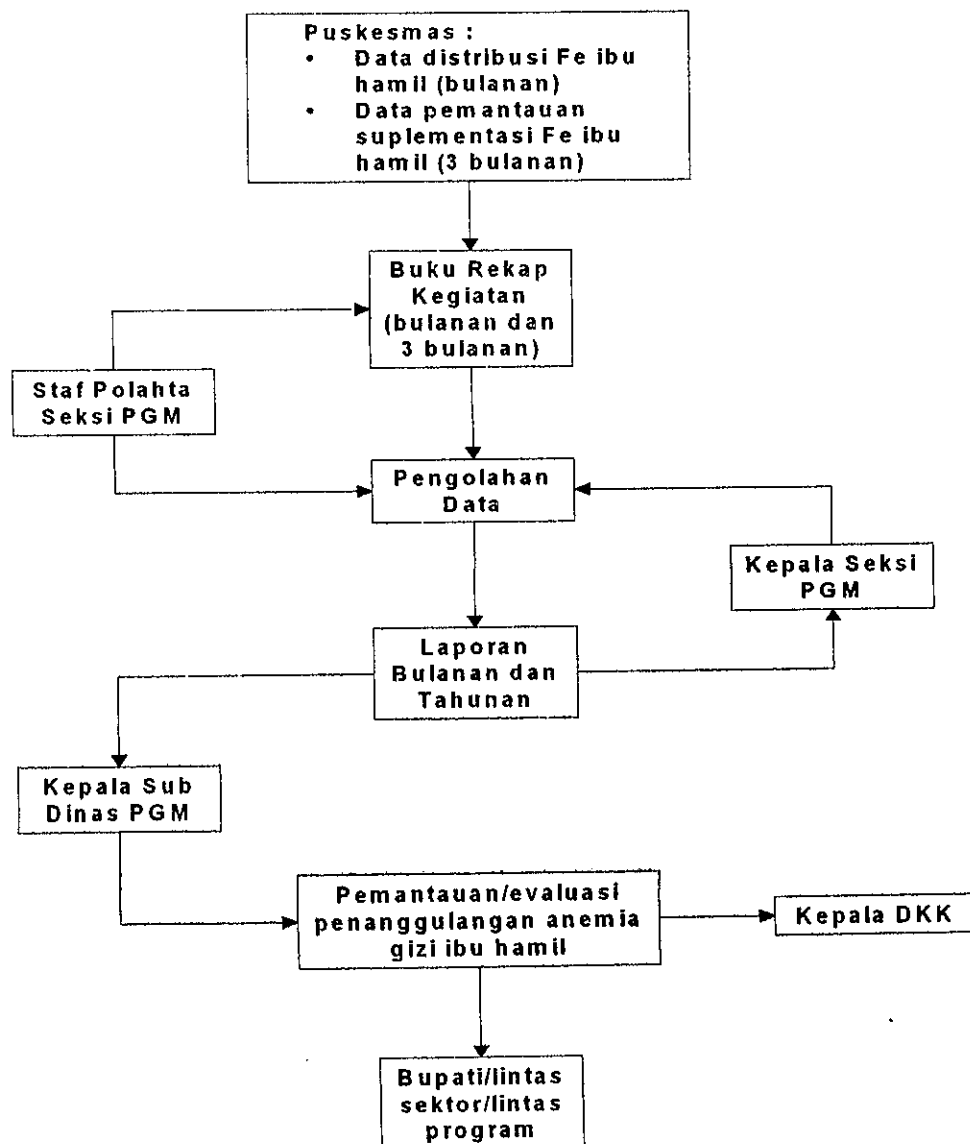 Puskesmas :
• Data distribusi Fe ibu
hamil (bulanan)
• Data pemantauan
suplementasi Fe ibu
hamil (3 bulanan)
Buku Rekap
Kegiatan
(bulanan dan
3 bulanan)
Staf Polahta
Seksi PGM
Pengolahan
Data
Kepala Seksi
PGM
Laporan
Bulanan dan
Tahunan
Kepala Sub
Dinas PGM
Pemantauan/evaluasi
penanggulangan anemia
gizi ibu hamil
Kepala DKK
Bupati/lintas
sektor/lintas
program